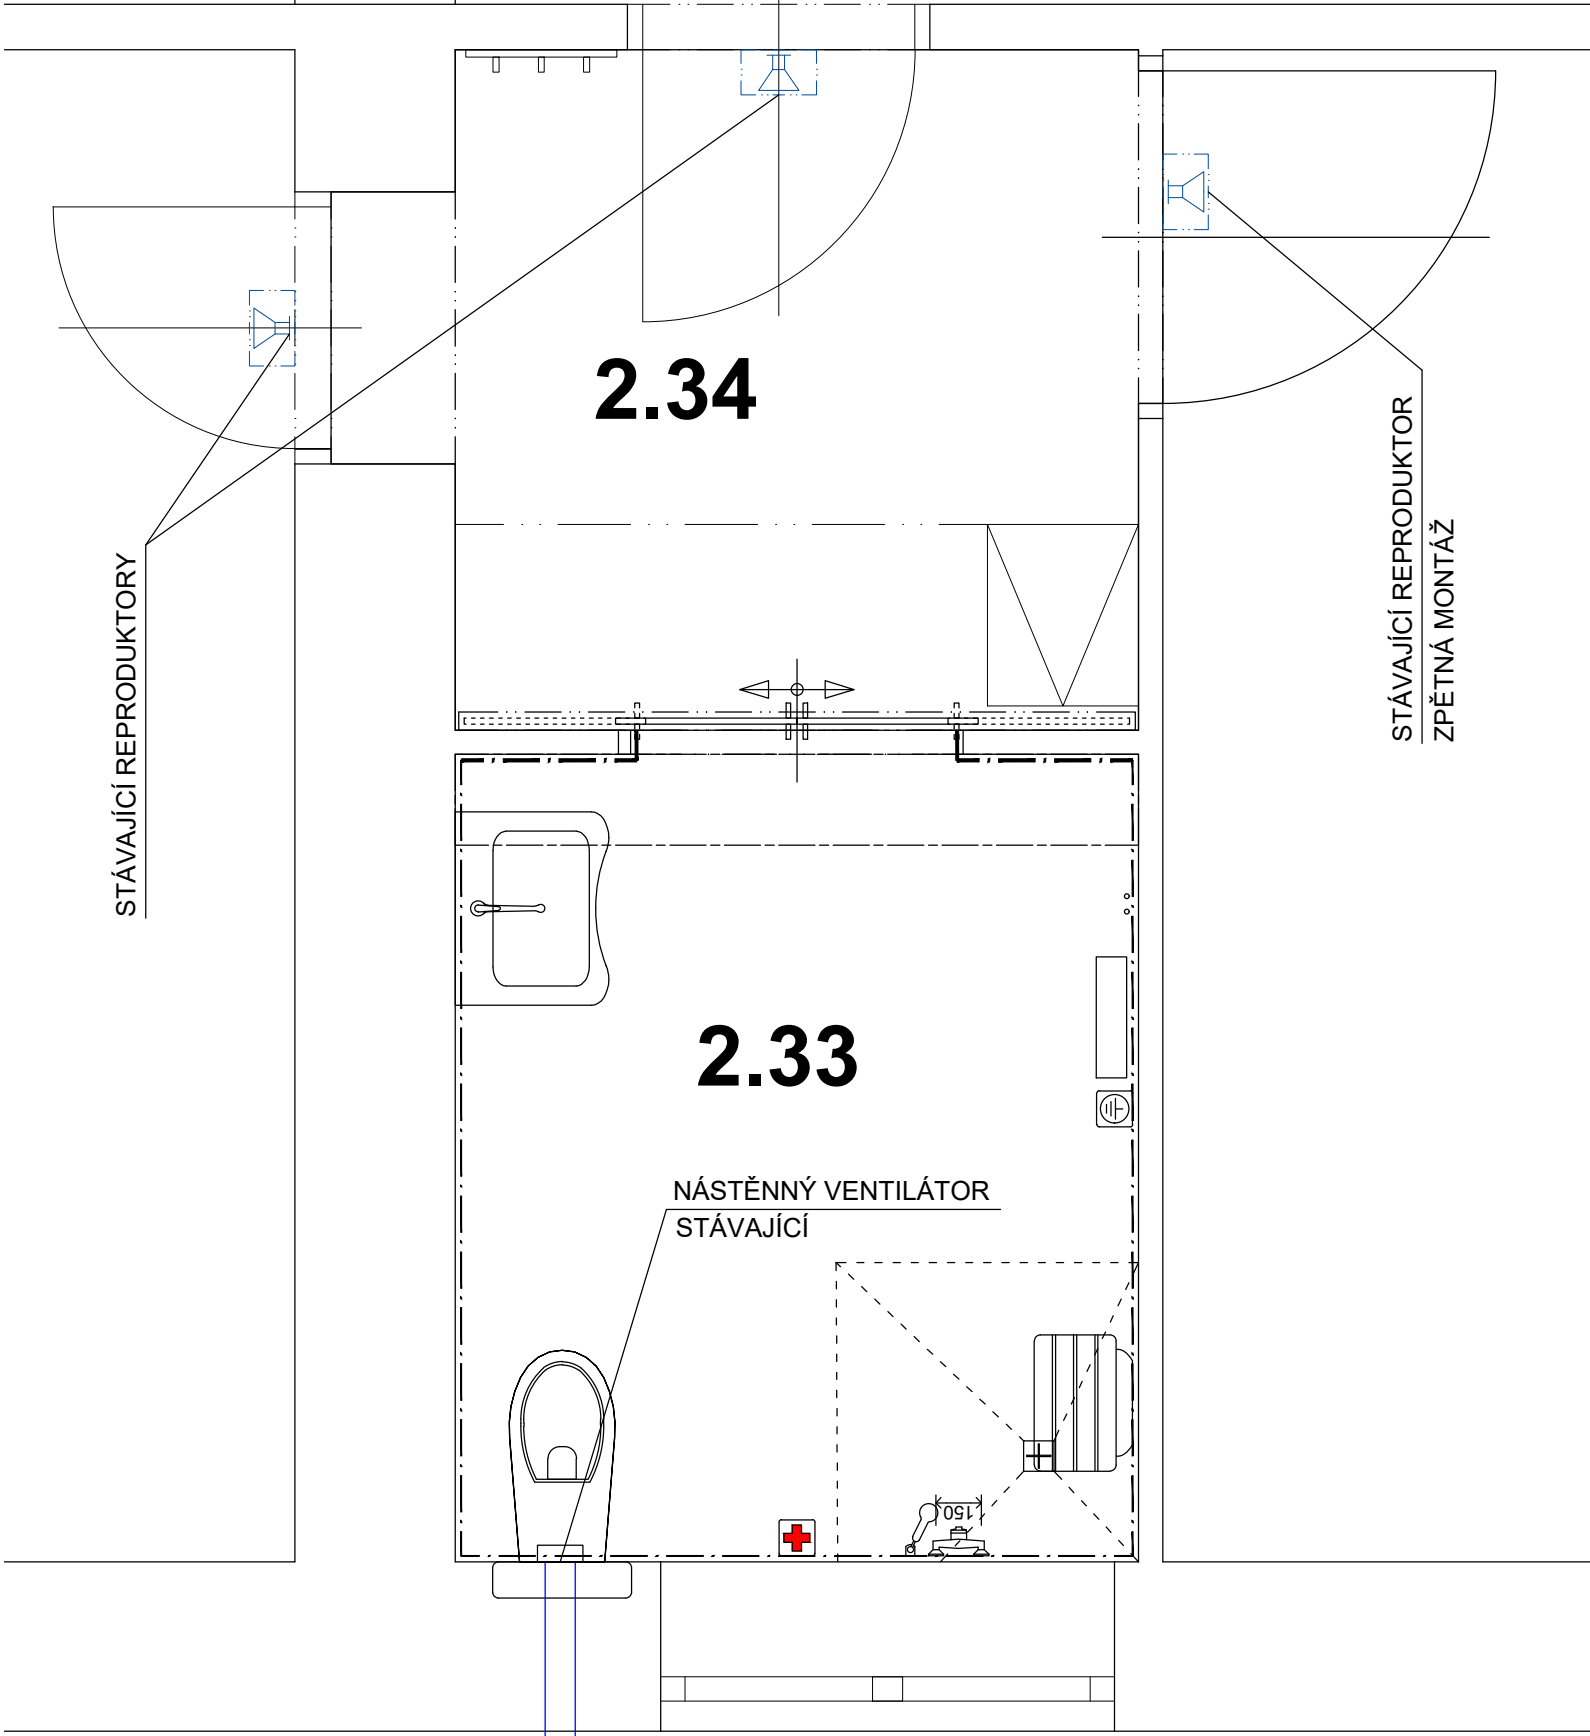 2.34
STÁVAJÍCÍ REPRODUKTORY
STÁVAJÍCÍ REPRODUKTOR
ZPĚTNÁ MONTÁŽ
2.33
NÁSTĚNNÝ VENTILÁTOR
STÁVAJÍCÍ
150